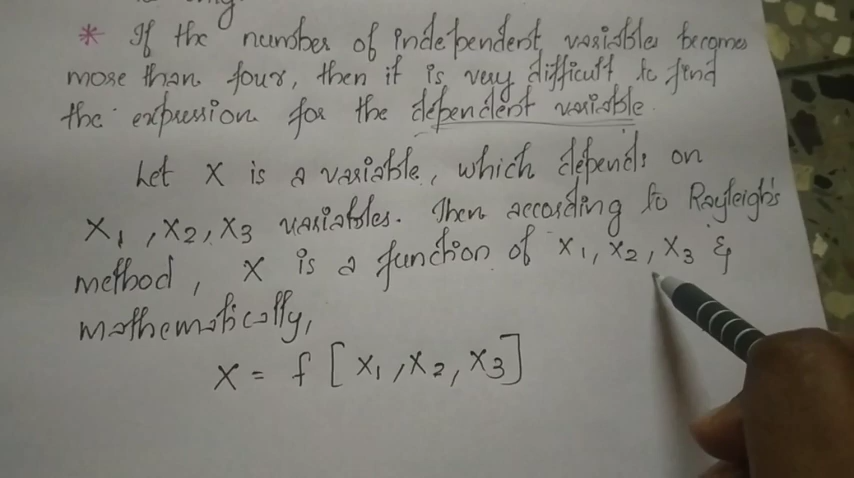 * If the number of independent variables becomes
more than four, then it is very difficult to find
the expression for the dependent variable.
Let X is a variable, which depends on
X1, X2, X3 variables. Then according to Rayleigh's
method, X is a function of X1, X2, X3 &
mathematically,
X = f [X1, X2, X3]